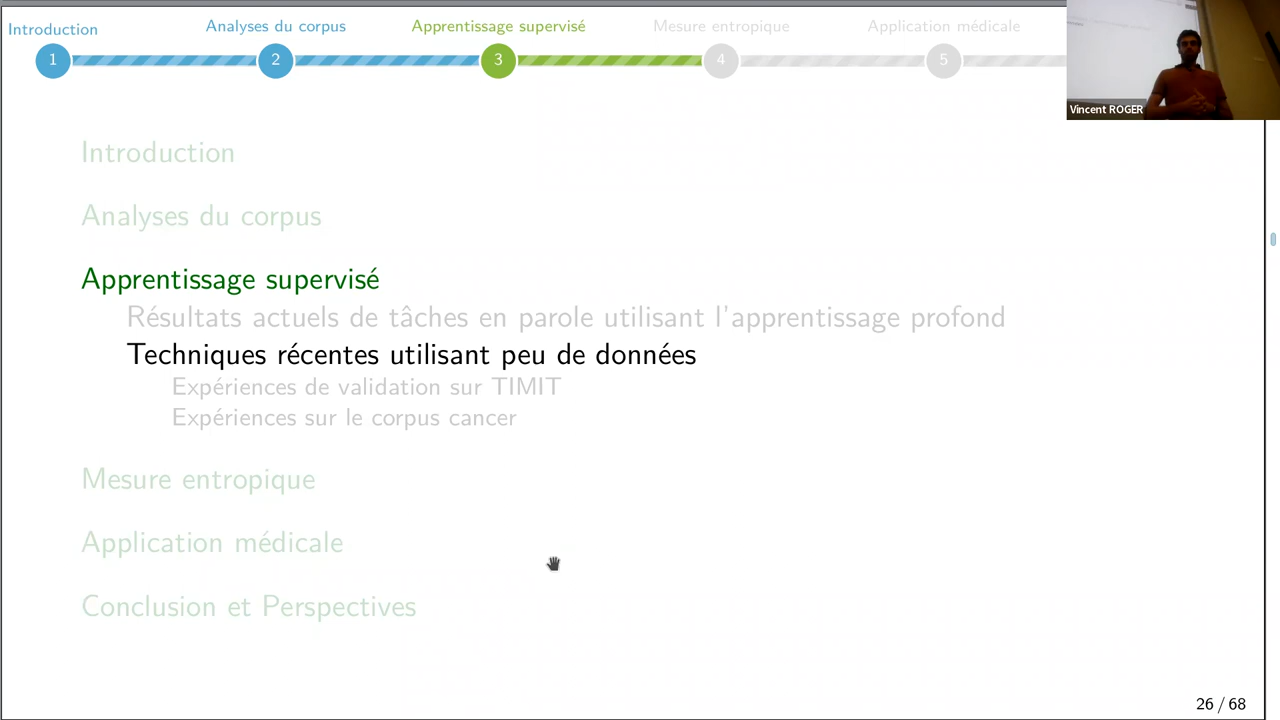 Introduction
Analyses du corpus
Apprentissage supervisé
Mesure entropique
Application médicale
1
2
3
4
5
Vincent ROGER
Introduction
Analyses du corpus
Apprentissage supervisé
Résultats actuels de tâches en parole utilisant l'apprentissage profond
Techniques récentes utilisant peu de données
Expériences de validation sur TIMIT
Expériences sur le corpus cancer
Mesure entropique
Application médicale
Conclusion et Perspectives
26 / 68